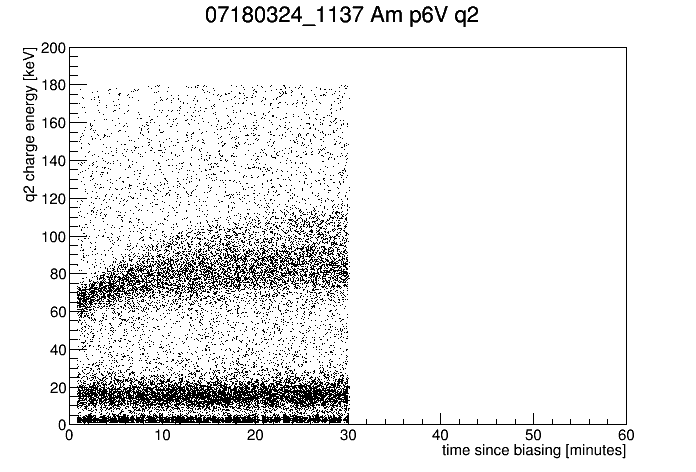 07180324_1137 Am p6V q2
q2 charge energy [keV]
200
180
160
140
120
100
80
60
40
20
0
0 10 20 30 40 50 60
time since biasing [minutes]